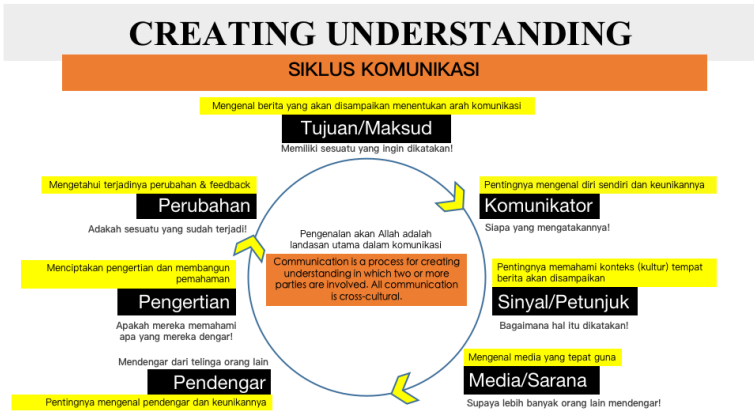 CREATING UNDERSTANDING
SIKLUS KOMUNIKASI
Mengenal berita yang akan disampaikan menentukan arah komunikasi
Tujuan/Maksud
Memiliki sesuatu yang ingin dikatakan!
Pentingnya mengenal diri sendiri dan keunikannya
Komunikator
Siapa yang mengatakannya!
Pentingnya memahami konteks (kultur) tempat
berita akan disampaikan
Sinyal/Petunjuk
Bagaimana hal itu dikatakan!
Mengenal media yang tepat guna
Media/Sarana
Supaya lebih banyak orang lain mendengar!
Mendengar dari telinga orang lain
Pendengar
Pentingnya mengenal pendengar dan keunikannya
Menciptakan pengertian dan membangun
pemahaman
Pengertian
Apakah mereka memahami
apa yang mereka dengar!
Mengetahui terjadinya perubahan & feedback
Perubahan
Adakah sesuatu yang sudah terjadi!
Pengenalan akan Allah adalah
landasan utama dalam komunikasi
Communication is a process for creating
understanding in which two or more
parties are involved. All communication
is cross-cultural.